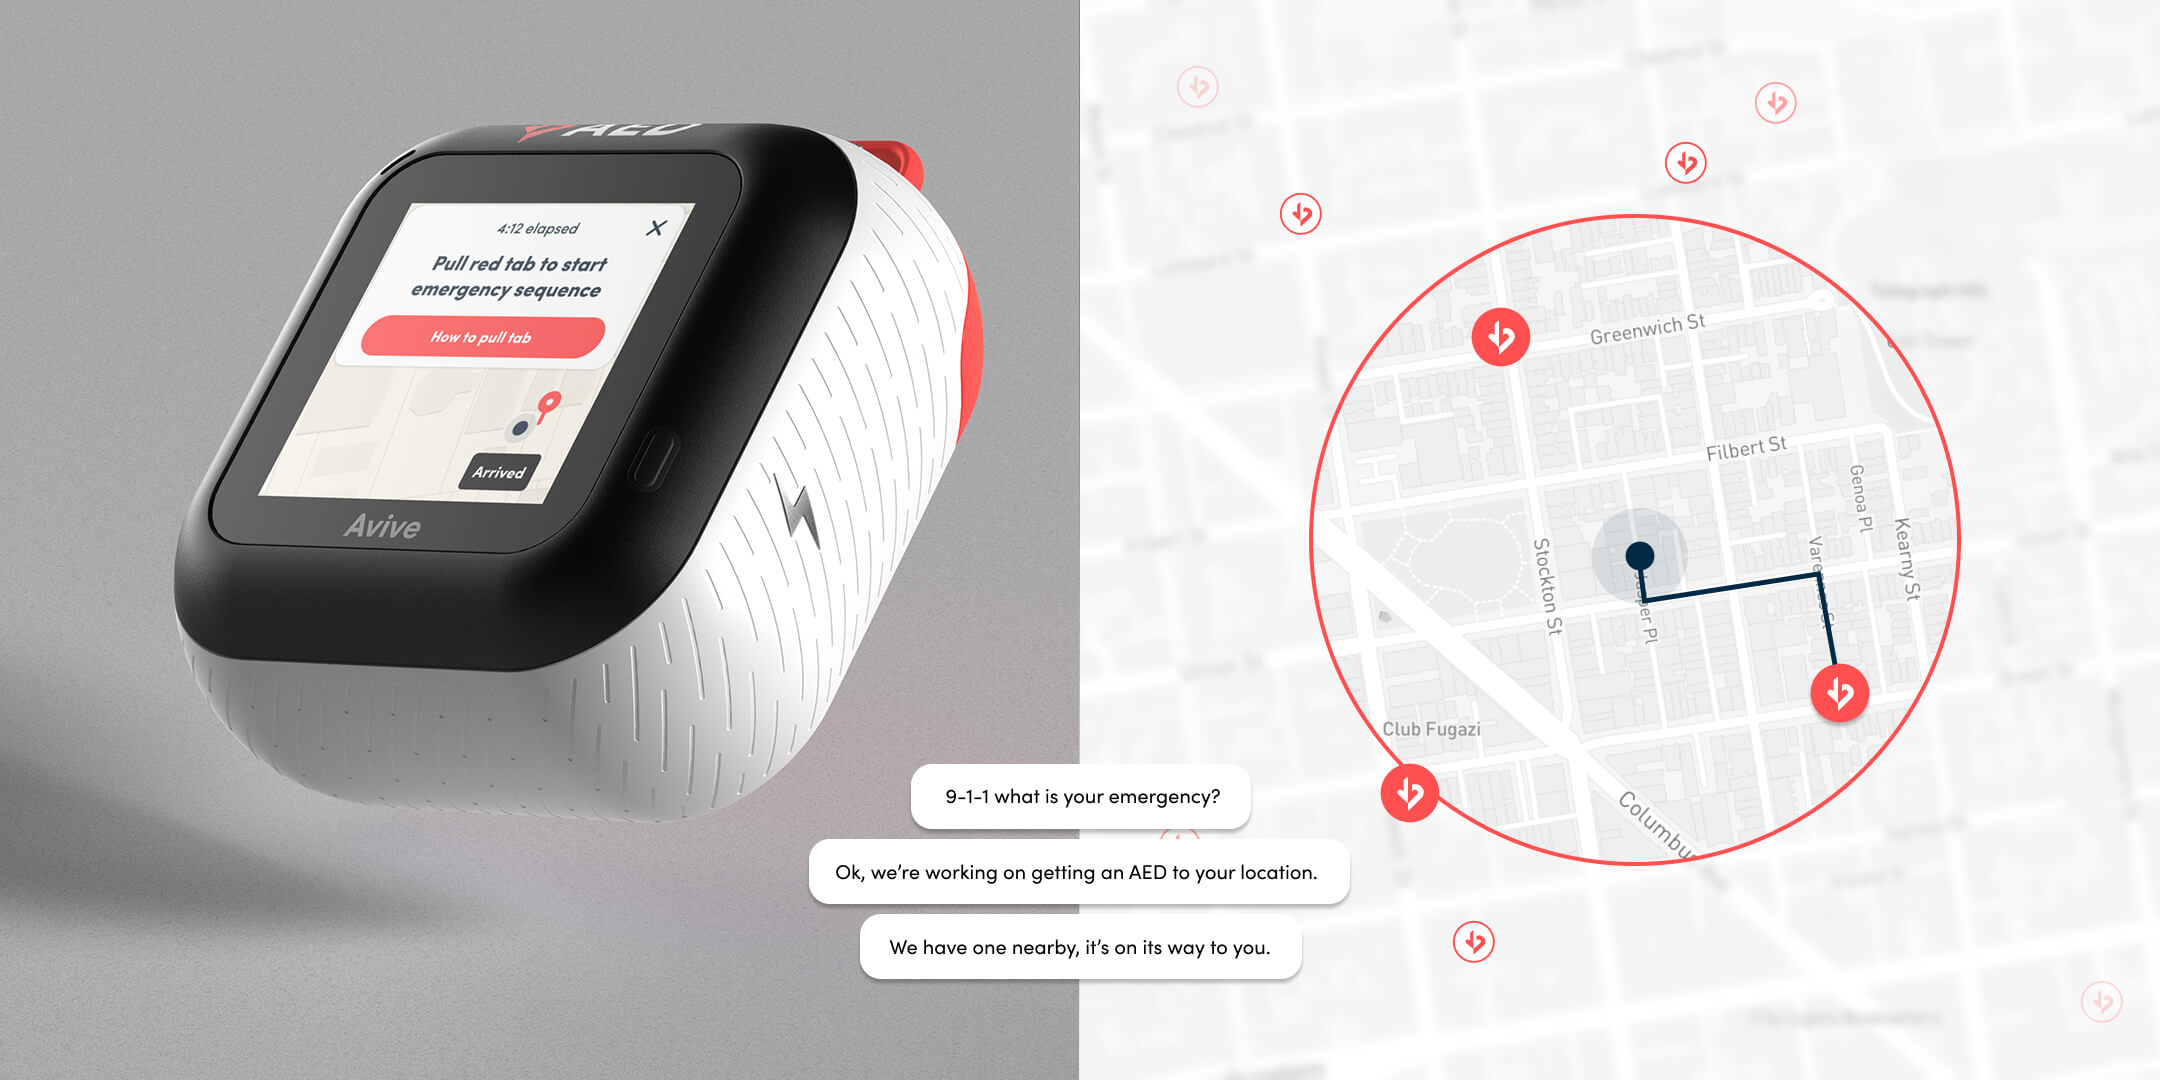 AED
4:12 elapsed
Pull red tab to start
emergency sequence
How to pull tab
Arrived
Avive
9-1-1 what is your emergency?
Ok, we're working on getting an AED to your location.
We have one nearby, it's on its way to you.
Greenwich St
Filbert St
Genoa Pl
Kearny St
Varennes St
Stockton St
Jasper Pl
Club Fugazi
Columbus